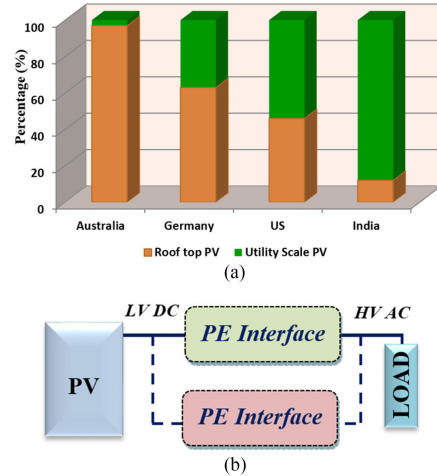 Percentage (%)
100
80
60
40
20
0
Australia Germany US India
Roof top PV Utility Scale PV
(a)
LV DC HV AC
PE Interface
PV
LOAD
PE Interface
(b)